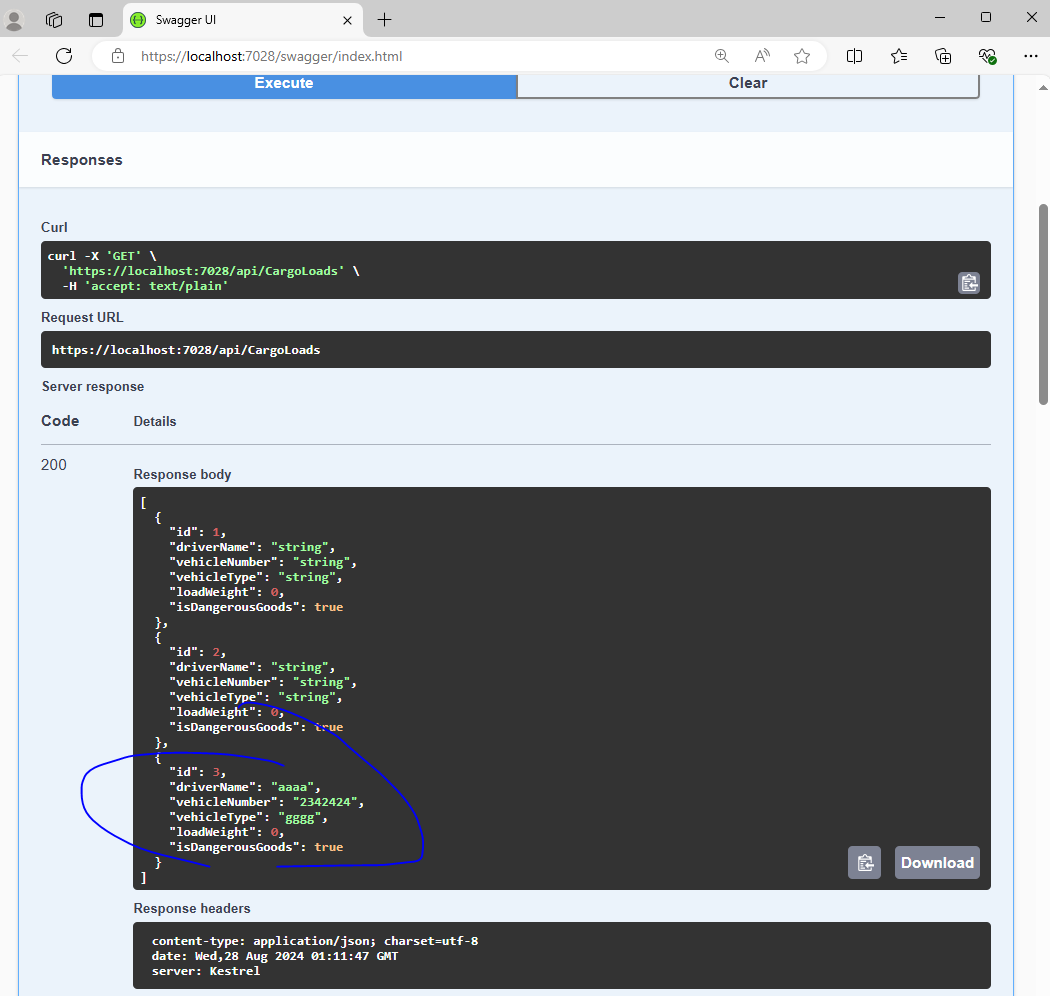 Swagger UI
https://localhost:7028/swagger/index.html
Execute
Clear
Responses
Curl
curl -X 'GET' \
'https://localhost:7028/api/CargoLoads' \
-H 'accept: text/plain'
Request URL
https://localhost:7028/api/CargoLoads
Server response
Code Details
200
Response body
[
{
"id": 1,
"driverName": "string",
"vehicleNumber": "string",
"vehicleType": "string",
"loadWeight": 0,
"isDangerousGoods": true
},
{
"id": 2,
"driverName": "string",
"vehicleNumber": "string",
"vehicleType": "string",
"loadWeight": 0,
"isDangerousGoods": true
},
{
"id": 3,
"driverName": "aaaa",
"vehicleNumber": "2342424",
"vehicleType": "gggg",
"loadWeight": 0,
"isDangerousGoods": true
}
]
Download
Response headers
content-type: application/json; charset=utf-8
date: Wed,28 Aug 2024 01:11:47 GMT
server: Kestrel